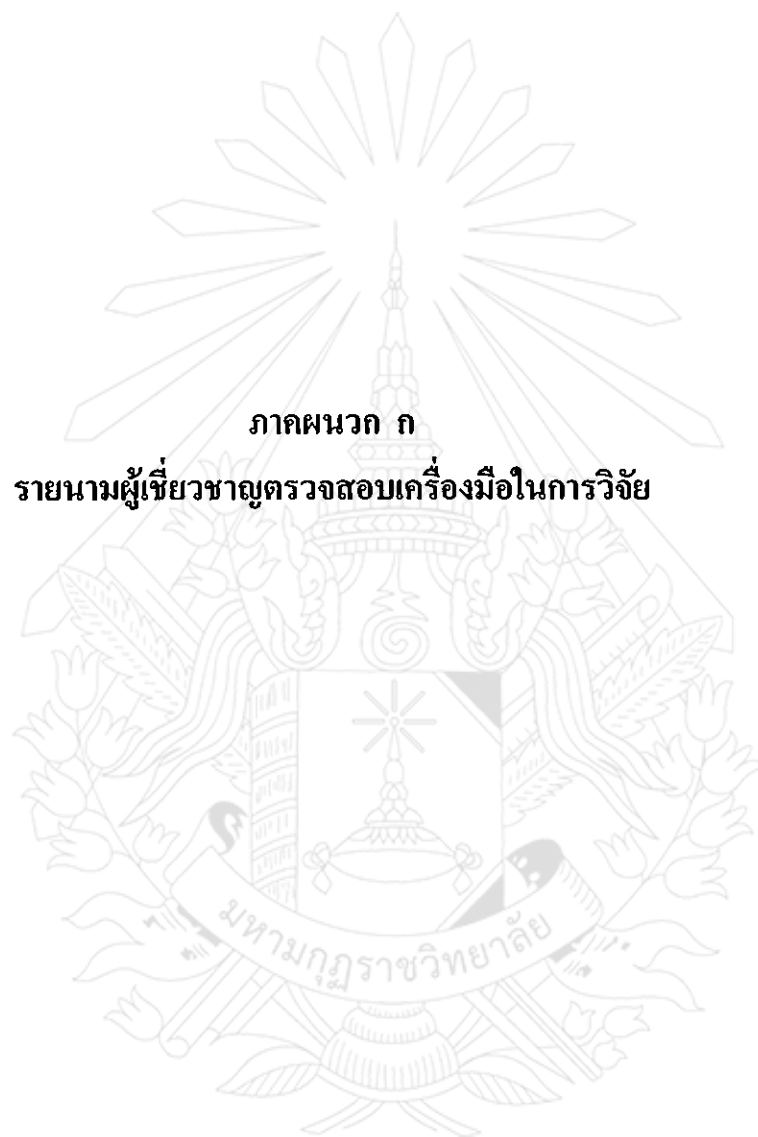 ภาคผนวก ก
รายนามผู้เชี่ยวชาญตรวจสอบเครื่องมือในการวิจัย
มหามกุฏราชวิทยาลัย